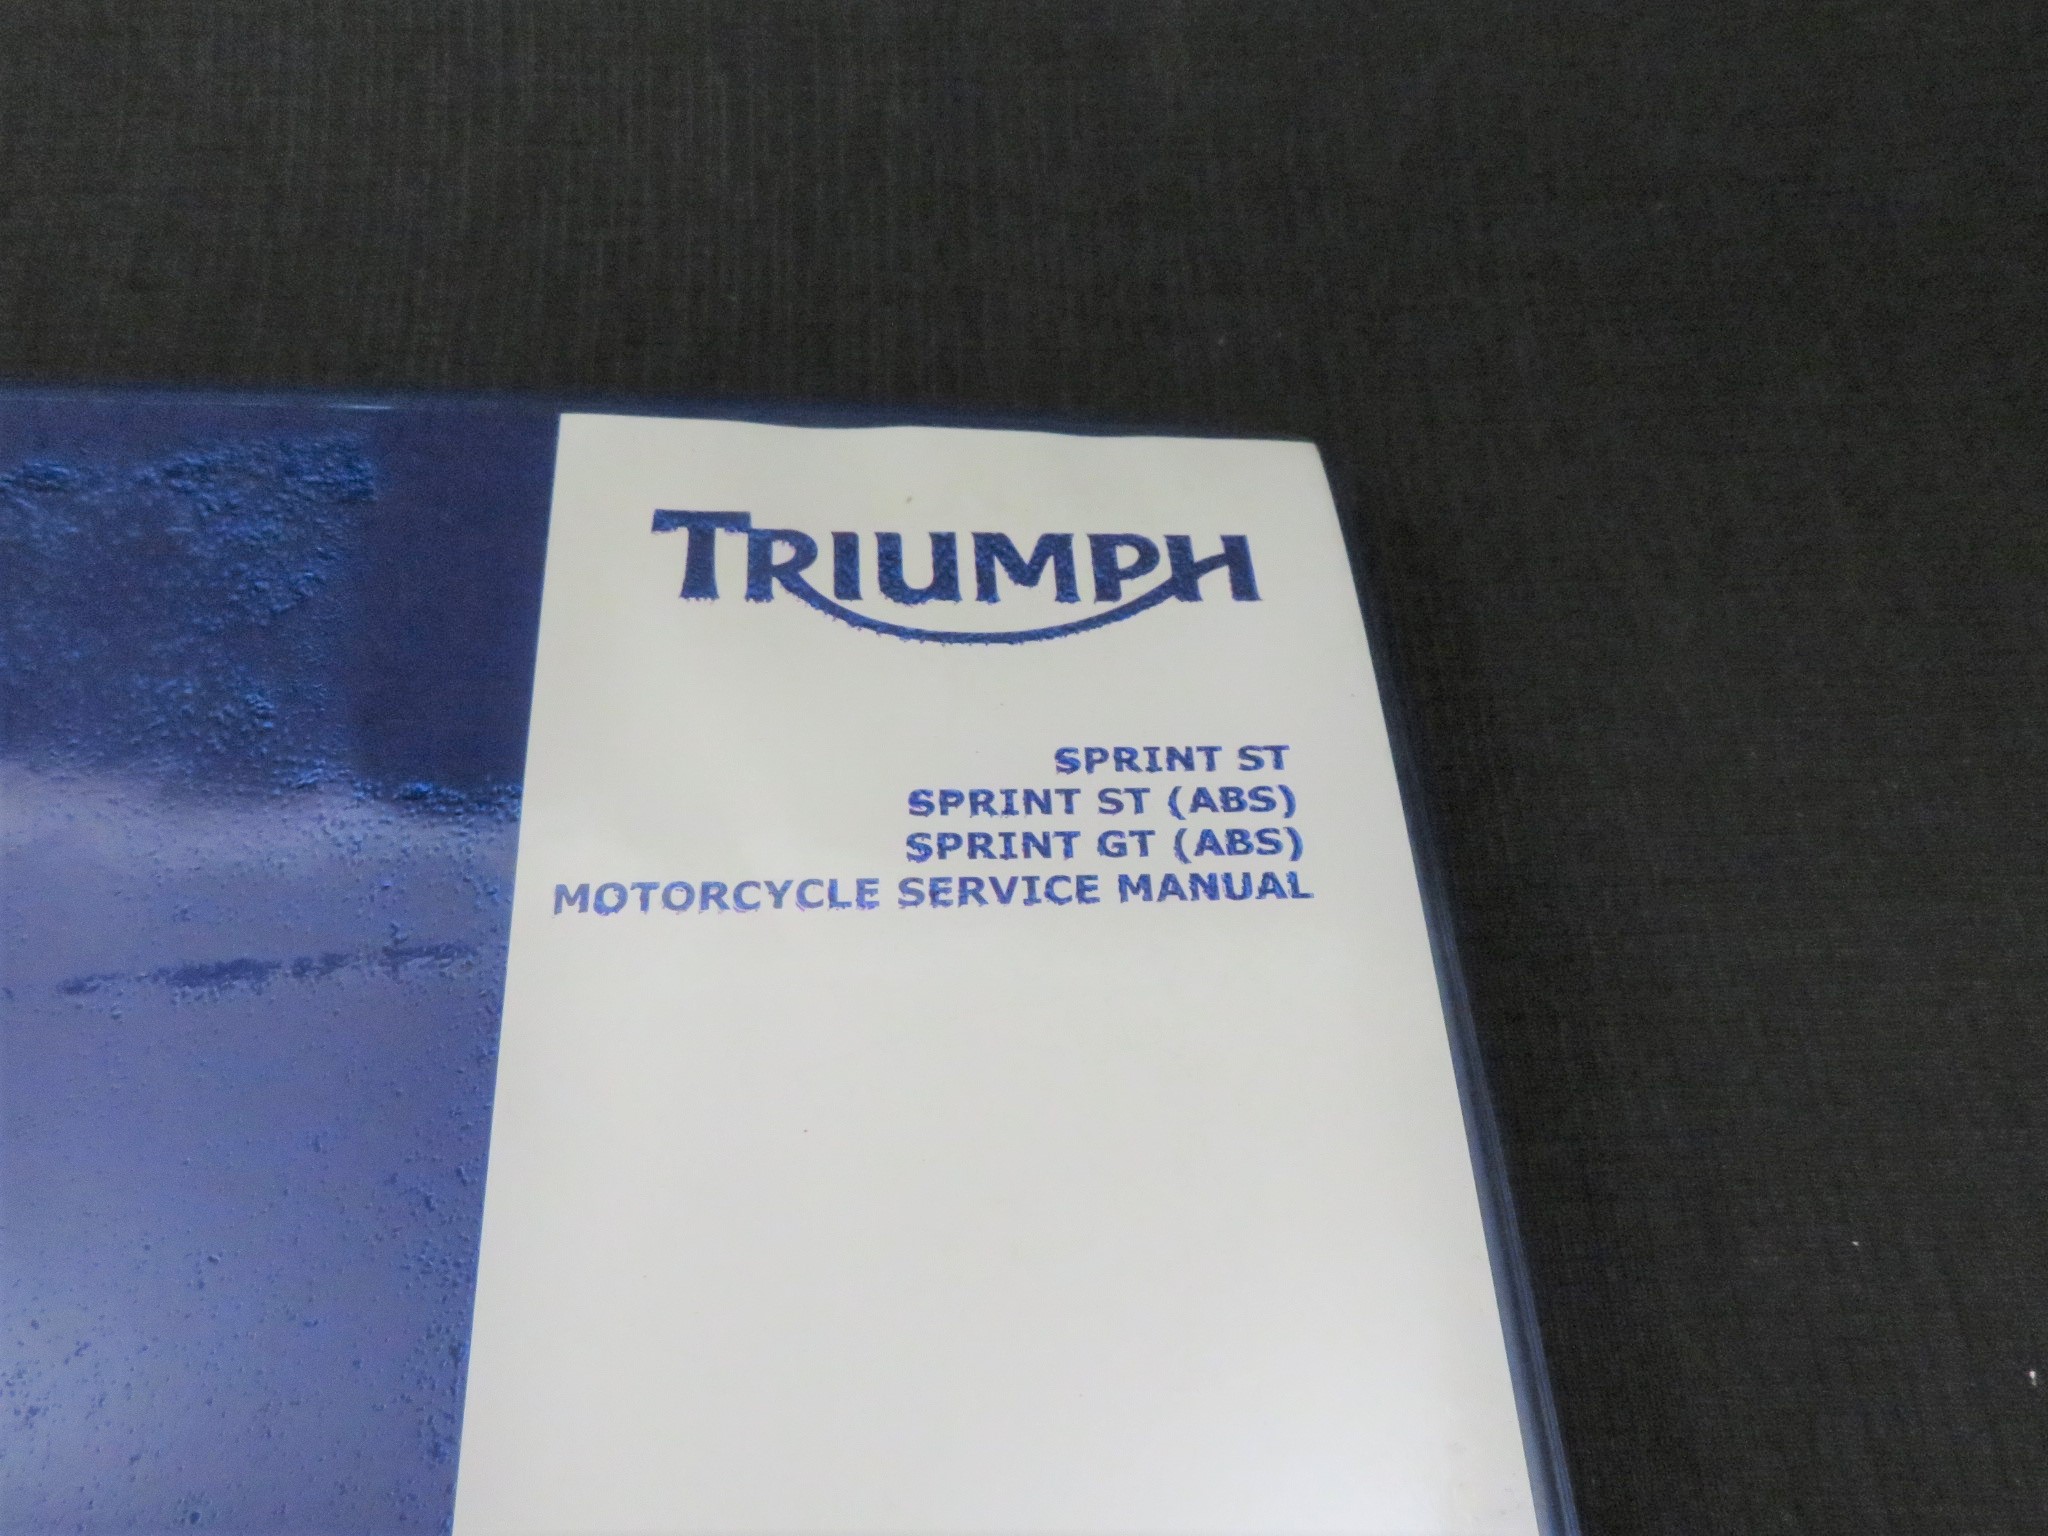 TRIUMPH
SPRINT ST
SPRINT ST (ABS)
SPRINT GT (ABS)
MOTORCYCLE SERVICE MANUAL